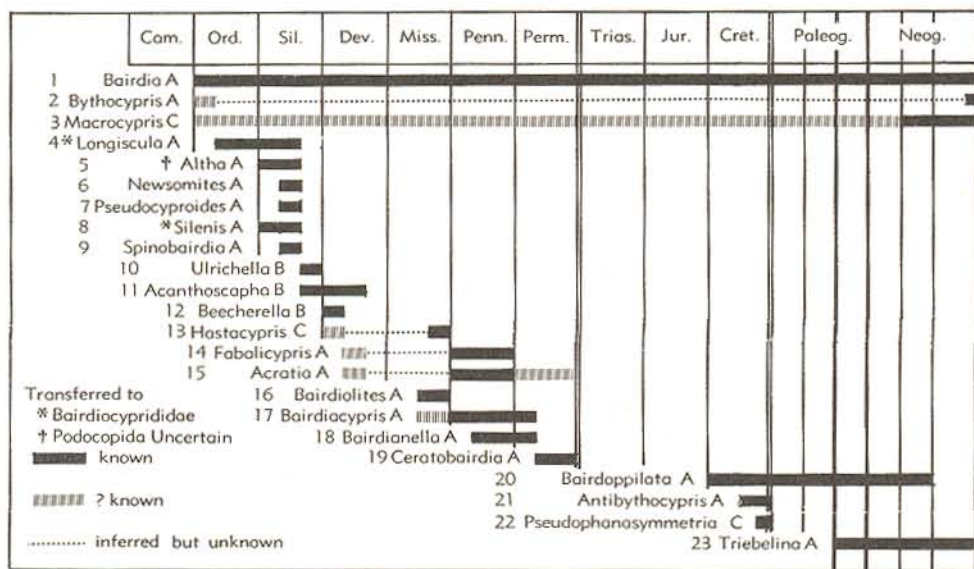 Cam. Ord. Sil. Dev. Miss. Penn. Perm. Trias. Jur. Cret. Paleog. Neog.
1 Bairdia A
2 Bythocypris A
3 Macrocypris C
4 * Longiscula A
5 † Altha A
6 Newsomites A
7 Pseudocyproides A
8 * Silenis A
9 Spinobairdia A
10 Ulrichella B
11 Acanthoscapha B
12 Beecherella B
13 Hastacypris C
14 Fabalicypris A
15 Acratia A
16 Bairdiolites A
17 Bairdiacypris A
18 Bairdianella A
19 Ceratobairdia A
20 Bairdoppilata A
21 Antibythocypris A
22 Pseudophanasymmetria C
23 Triebelina A
Transferred to
* Bairdiocyprididae
† Podocopida Uncertain
known
? known
inferred but unknown